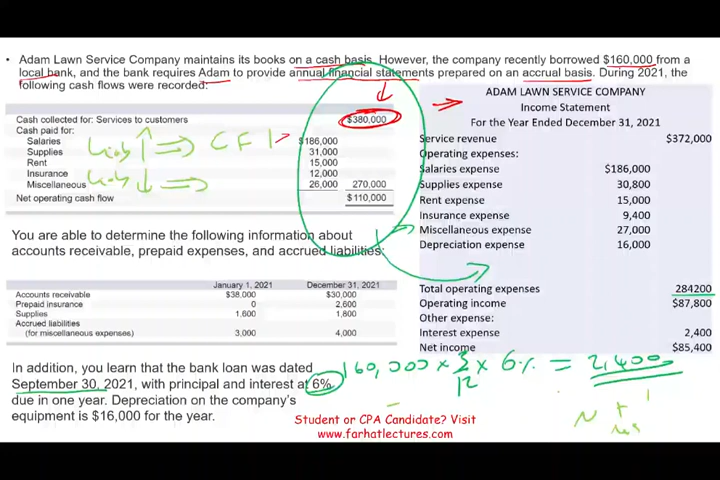 • Adam Lawn Service Company maintains its books on a cash basis. However, the company recently borrowed $160,000 from a
local bank, and the bank requires Adam to provide annual financial statements prepared on an accrual basis. During 2021, the
following cash flows were recorded:
Cash collected for: Services to customers $380,000
Cash paid for:
Salaries $186,000
Supplies 31,000
Rent 15,000
Insurance 12,000
Miscellaneous 26,000 270,000
Net operating cash flow $110,000
CF
You are able to determine the following information about
accounts receivable, prepaid expenses, and accrued liabilities:
January 1, 2021 December 31, 2021
Accounts receivable $38,000 $30,000
Prepaid insurance 0 2,600
Supplies 1,600 1,800
Accrued liabilities
(for miscellaneous expenses) 3,000 4,000
In addition, you learn that the bank loan was dated
September 30, 2021, with principal and interest at 6%
due in one year. Depreciation on the company's
equipment is $16,000 for the year.
ADAM LAWN SERVICE COMPANY
Income Statement
For the Year Ended December 31, 2021
Service revenue $372,000
Operating expenses:
Salaries expense $186,000
Supplies expense 30,800
Rent expense 15,000
Insurance expense 9,400
Miscellaneous expense 27,000
Depreciation expense 16,000
Total operating expenses 284200
Operating income $87,800
Other expense:
Interest expense 2,400
Net income $85,400
160,000 × 3/12 × 6% = 2,400
Student or CPA Candidate? Visit
www.farhatlectures.com